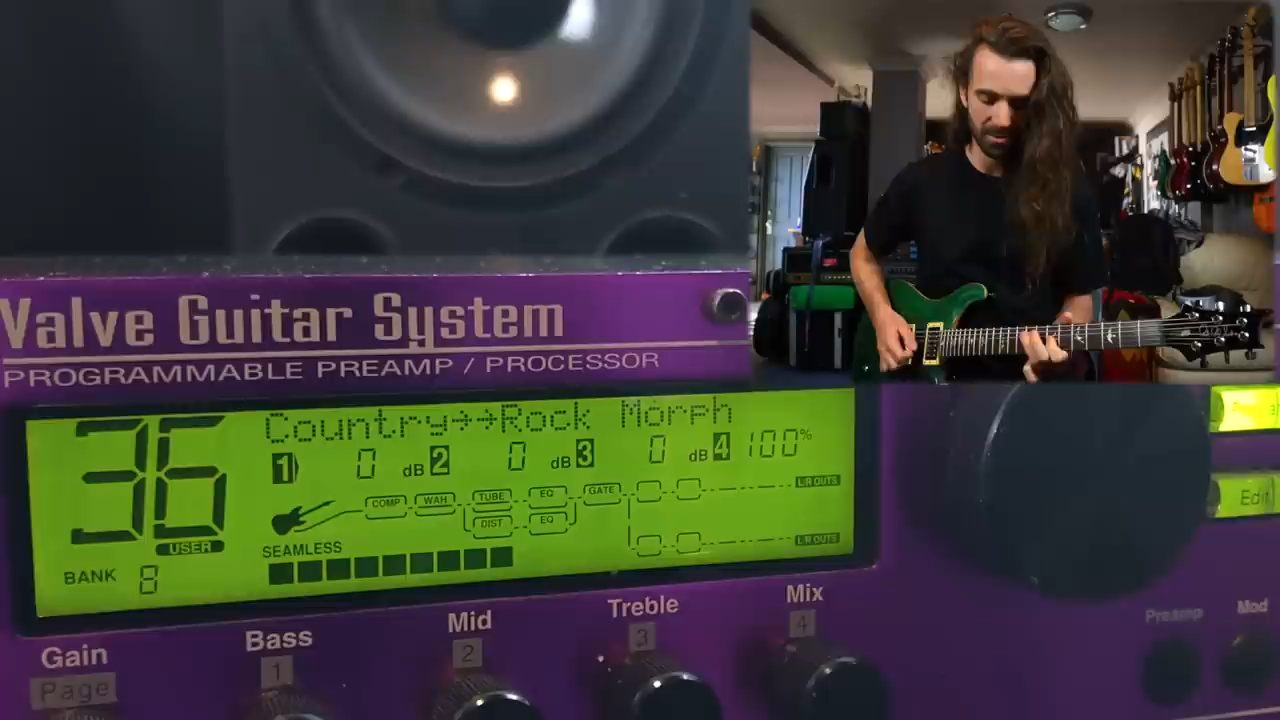 Valve Guitar System
PROGRAMMABLE PREAMP / PROCESSOR
36 Country→→Rock Morph
1 0 dB 2 0 dB 3 0 dB 4 100%
COMP WAH TUBE EQ GATE L/R OUTS
DIST EQ
USER
SEAMLESS
L/R OUTS
BANK 8
Edit
Gain Bass Mid Treble Mix
Page 1 2 3 4
Preamp Mod